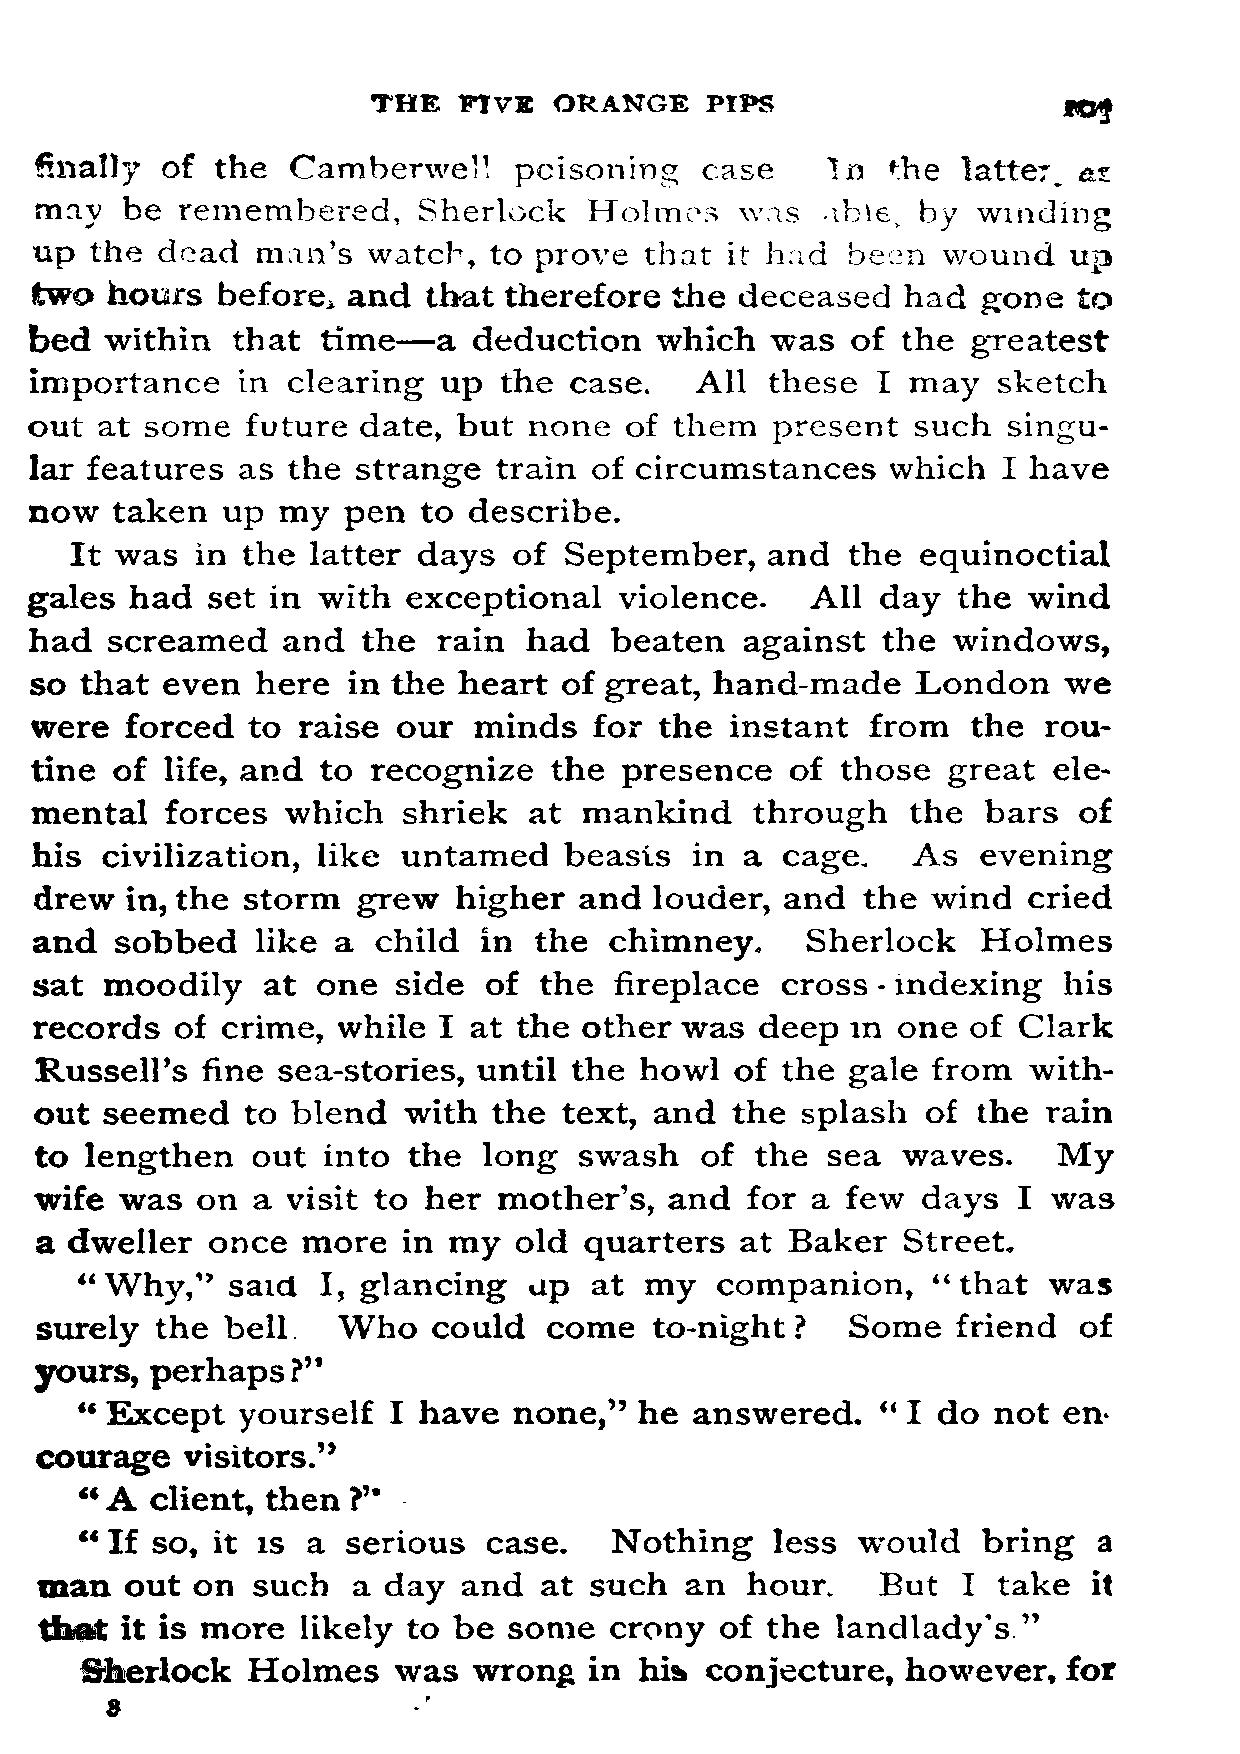 THE FIVE ORANGE PIPS 105
finally of the Camberwell poisoning case In the latter, as
may be remembered, Sherlock Holmes was able, by winding
up the dead man's watch, to prove that it had been wound up
two hours before, and that therefore the deceased had gone to
bed within that time—a deduction which was of the greatest
importance in clearing up the case. All these I may sketch
out at some future date, but none of them present such singu-
lar features as the strange train of circumstances which I have
now taken up my pen to describe.
It was in the latter days of September, and the equinoctial
gales had set in with exceptional violence. All day the wind
had screamed and the rain had beaten against the windows,
so that even here in the heart of great, hand-made London we
were forced to raise our minds for the instant from the rou-
tine of life, and to recognize the presence of those great ele-
mental forces which shriek at mankind through the bars of
his civilization, like untamed beasts in a cage. As evening
drew in, the storm grew higher and louder, and the wind cried
and sobbed like a child in the chimney. Sherlock Holmes
sat moodily at one side of the fireplace cross-indexing his
records of crime, while I at the other was deep in one of Clark
Russell's fine sea-stories, until the howl of the gale from with-
out seemed to blend with the text, and the splash of the rain
to lengthen out into the long swash of the sea waves. My
wife was on a visit to her mother's, and for a few days I was
a dweller once more in my old quarters at Baker Street.
"Why," said I, glancing up at my companion, "that was
surely the bell. Who could come to-night? Some friend of
yours, perhaps?"
"Except yourself I have none," he answered. "I do not en-
courage visitors."
"A client, then?"
"If so, it is a serious case. Nothing less would bring a
man out on such a day and at such an hour. But I take it
that it is more likely to be some crony of the landlady's."
Sherlock Holmes was wrong in his conjecture, however, for
8